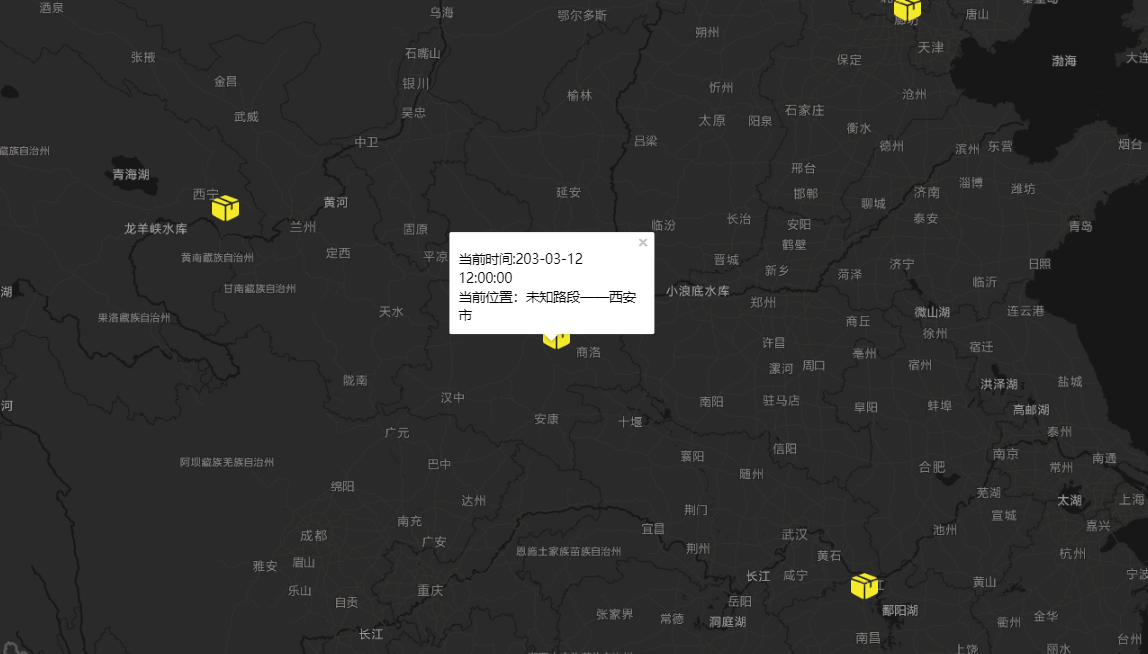 酒泉
乌海
鄂尔多斯
朔州
廊坊
唐山
张掖
石嘴山
保定
天津
渤海
金昌
银川
榆林
忻州
沧州
武威
吴忠
太原
阳泉
石家庄
衡水
中卫
吕梁
德州
滨州
东营
烟台
藏族自治州
青海湖
西宁
黄河
延安
邢台
邯郸
聊城
济南
淄博
潍坊
龙羊峡水库
兰州
固原
临汾
长治
安阳
泰安
青岛
黄南藏族自治州
定西
平凉
晋城
鹤壁
新乡
菏泽
济宁
临沂
日照
当前时间:203-03-12
12:00:00
当前位置：未知路段——西安
市
甘南藏族自治州
湖
小浪底水库
郑州
微山湖
连云港
果洛藏族自治州
天水
商丘
徐州
商洛
许昌
亳州
宿迁
陇南
漯河
周口
宿州
洪泽湖
盐城
河
汉中
南阳
驻马店
阜阳
蚌埠
高邮湖
安康
十堰
泰州
广元
信阳
南京
南通
阿坝藏族羌族自治州
巴中
襄阳
随州
合肥
常州
绵阳
达州
荆门
芜湖
太湖
上海
南充
宜昌
宣城
嘉兴
成都
广安
恩施土家族苗族自治州
荆州
武汉
黄石
池州
杭州
雅安
眉山
长江
咸宁
江
黄山
乐山
自贡
重庆
岳阳
鄱阳湖
张家界
常德
洞庭湖
衢州
金华
长江
南昌
台州
上饶
丽水